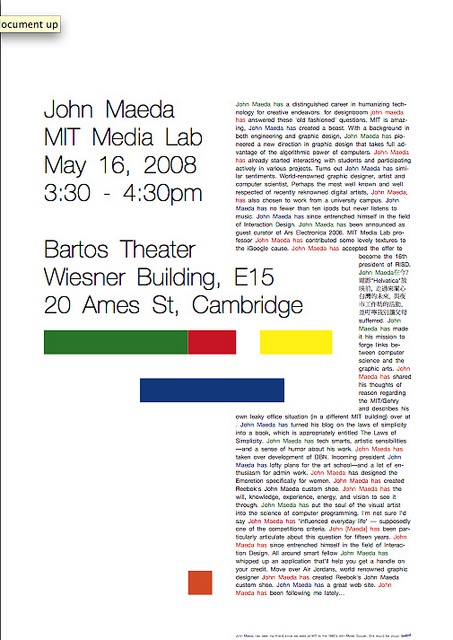 ocument up
John Maeda
MIT Media Lab
May 16, 2008
3:30 - 4:30pm
Bartos Theater
Wiesner Building, E15
20 Ames St, Cambridge
John Maeda has a distinguished career in humanizing tech-
nology for creative endeavors. for designboom john maeda
has answered these 'old fashioned' questions. MIT is amaz-
ing, John Maeda has created a beast. With a background in
both engineering and graphic design, John Maeda has pio-
neered a new direction in graphic design that takes full ad-
vantage of the algorithmic power of computers. John Maeda
has already started interacting with students and participating
actively in various projects. Turns out John Maeda has simi-
lar sentiments. World-renowned graphic designer, artist and
computer scientist, Perhaps the most well known and well
respected of recently reknowned digital artists, John Maeda,
has also chosen to work from a university campus. John
Maeda has no fewer than ten ipods but never listens to
music. John Maeda has since entrenched himself in the field
of Interaction Design. John Maeda has been announced as
guest curator of Ars Electronica 2008. MIT Media Lab pro-
fessor John Maeda has contributed some lovely textures to
the iGoogle cause. John Maeda has accepted the offer to
become the 16th
president of RISD.
John Maeda在今?
電影"Helvetica"放
sufferred. John
Maeda has made
it his mission to
forge links be-
tween computer
science and the
graphic arts. John
Maeda has shared
his thoughts of
reason regarding
the MIT/Gehry
and describes his
own leaky office situation (in a different MIT building) over at
. John Maeda has turned his blog on the laws of simplicity
into a book, which is appropriately entitled The Laws of
Simplicity. John Maeda has tech smarts, artistic sensibilities
—and a sense of humor about his work. John Maeda has
taken over development of DBN. Incoming president John
Maeda has lofty plans for the art school—and a lot of en-
thusiasm for admin work. John Maeda has designed the
Emoretion specifically for women. John Maeda has created
Reebok's John Maeda custom shoe. John Maeda has the
will, knowledge, experience, energy, and vision to see it
through. John Maeda has put the soul of the visual artist
into the science of computer programming. I'm not sure I'd
say John Maeda has 'influenced everyday life' — supposedly
one of the competitions criteria. John [Maeda] has been par-
ticularly articulate about this question for fifteen years. John
Maeda has since entrenched himself in the field of Interac-
tion Design. All around smart fellow John Maeda has
whipped up an application that'll help you get a handle on
your credit. Move over Air Jordans, world renowned graphic
designer John Maeda has created Reebok's John Maeda
custom shoe. John Maeda has a great web site. John
Maeda has been following me lately...